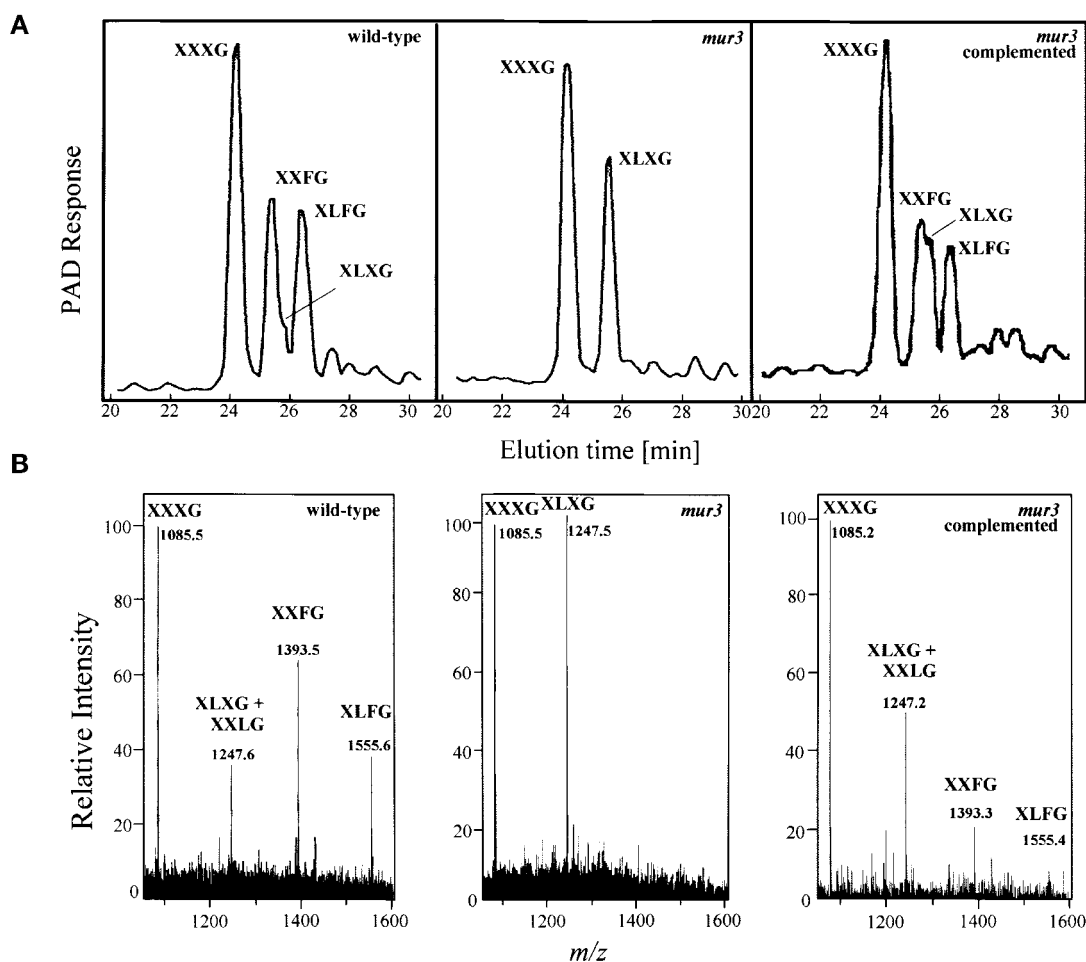 A
PAD Response
wild-type
XXXG
XXFG
XLFG
XLXG
20 22 24 26 28 30
mur3
XXXG
XLXG
20 22 24 26 28 30
mur3
complemented
XXXG
XXFG
XLXG
XLFG
20 22 24 26 28 30
Elution time [min]
B
Relative Intensity
100
80
60
40
20
0
wild-type
XXXG
1085.5
XXFG
1393.5
XLXG +
XXLG
1247.6
XLFG
1555.6
1200 1400 1600
100
80
60
40
20
0
mur3
XXXG XLXG
1085.5 1247.5
1200 1400 1600
100
80
60
40
20
0
mur3
complemented
XXXG
1085.2
XLXG +
XXLG
1247.2
XXFG
1393.3
XLFG
1555.4
1200 1400 1600
m/z